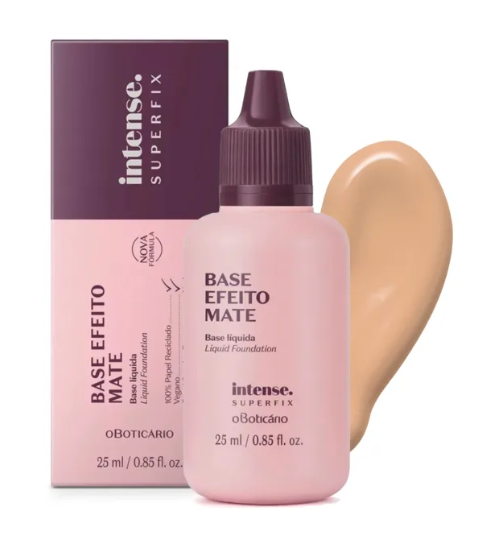 intense.
SUPERFIX
NOVA
FÓRMULA
BASE EFEITO
MATE
Base líquida
Liquid Foundation
100% Papel Reciclado
Vegano
oBOTICÁRIO
25 ml / 0.85 fl. oz.
BASE
EFEITO
MATE
Base líquida
Liquid Foundation
intense.
SUPERFIX
oBoticário
25 ml / 0.85 fl. oz.